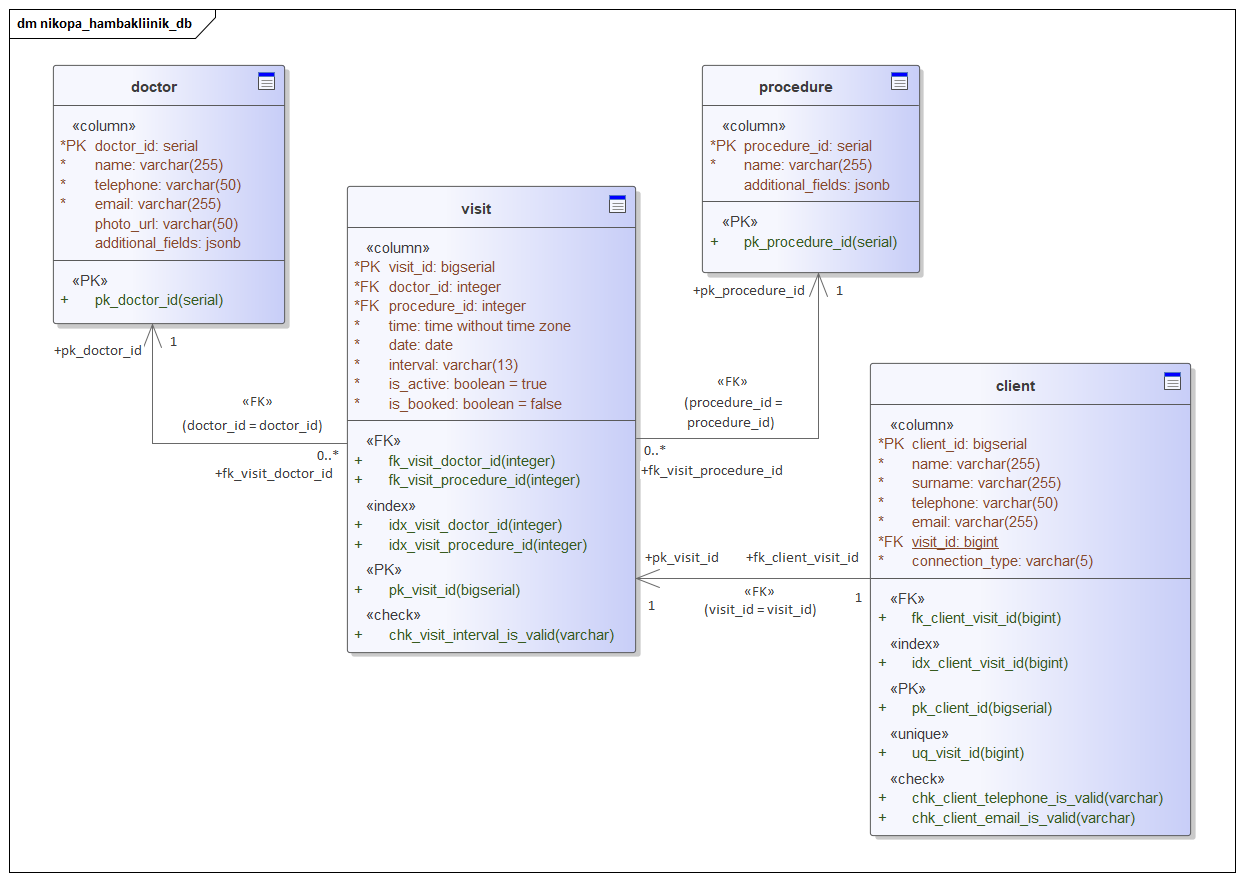 dm nikopa_hambakliinik_db
doctor
«column»
*PK doctor_id: serial
* name: varchar(255)
* telephone: varchar(50)
* email: varchar(255)
photo_url: varchar(50)
additional_fields: jsonb
«PK»
+ pk_doctor_id(serial)
procedure
«column»
*PK procedure_id: serial
* name: varchar(255)
additional_fields: jsonb
«PK»
+ pk_procedure_id(serial)
visit
«column»
*PK visit_id: bigserial
*FK doctor_id: integer
*FK procedure_id: integer
* time: time without time zone
* date: date
* interval: varchar(13)
* is_active: boolean = true
* is_booked: boolean = false
«FK»
+ fk_visit_doctor_id(integer)
+ fk_visit_procedure_id(integer)
«index»
+ idx_visit_doctor_id(integer)
+ idx_visit_procedure_id(integer)
«PK»
+ pk_visit_id(bigserial)
«check»
+ chk_visit_interval_is_valid(varchar)
+pk_doctor_id
1
«FK»
(doctor_id = doctor_id)
0..*
+fk_visit_doctor_id
+pk_procedure_id
1
«FK»
(procedure_id =
procedure_id)
0..*
+fk_visit_procedure_id
client
«column»
*PK client_id: bigserial
* name: varchar(255)
* surname: varchar(255)
* telephone: varchar(50)
* email: varchar(255)
*FK visit_id: bigint
* connection_type: varchar(5)
«FK»
+ fk_client_visit_id(bigint)
«index»
+ idx_client_visit_id(bigint)
«PK»
+ pk_client_id(bigserial)
«unique»
+ uq_visit_id(bigint)
«check»
+ chk_client_telephone_is_valid(varchar)
+ chk_client_email_is_valid(varchar)
+pk_visit_id
+fk_client_visit_id
«FK»
1
1
(visit_id = visit_id)